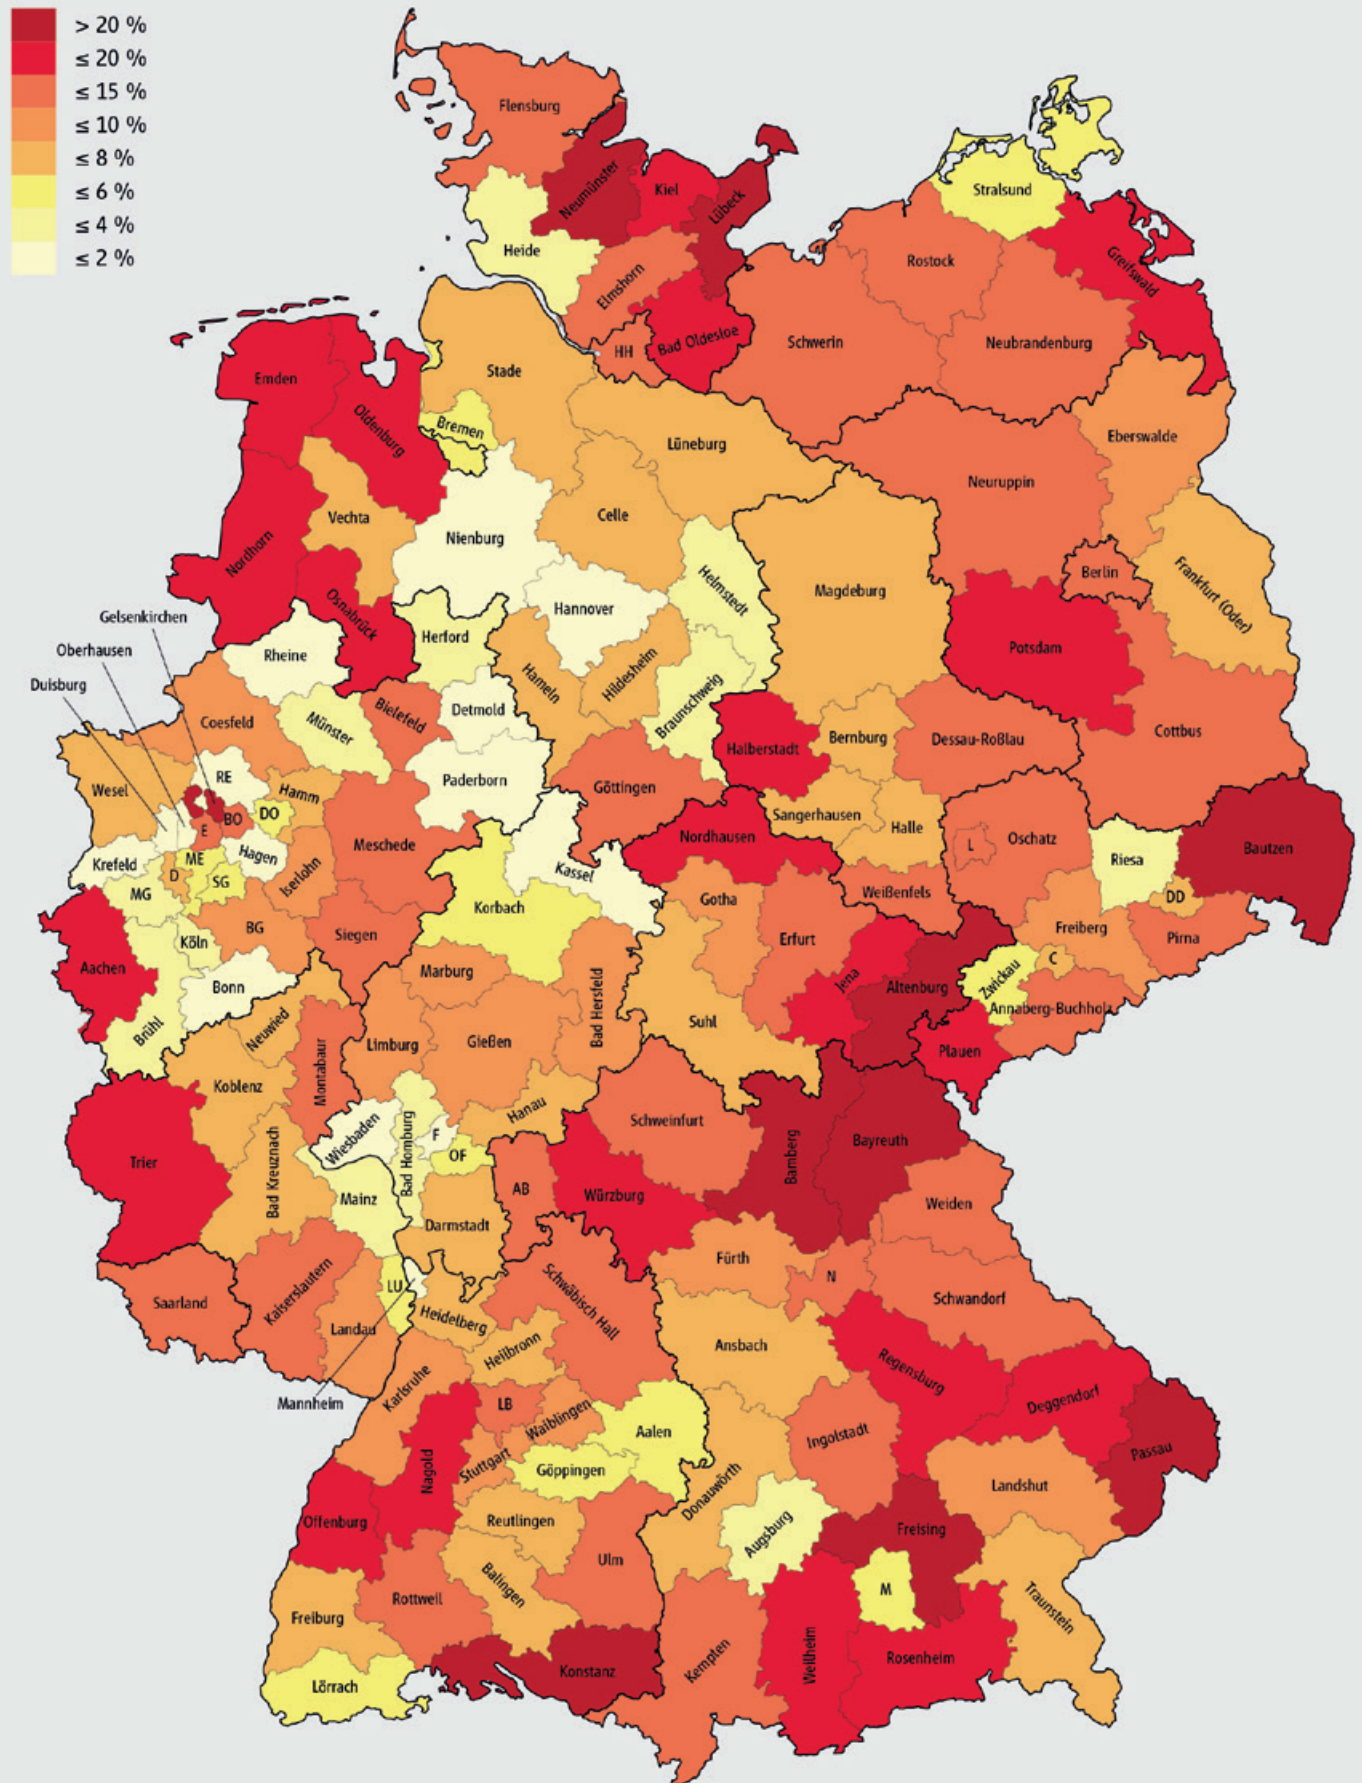 > 20 %
≤ 20 %
≤ 15 %
≤ 10 %
≤ 8 %
≤ 6 %
≤ 4 %
≤ 2 %
Flensburg
Neumünster
Kiel
Lübeck
Stralsund
Heide
Elmshorn
Rostock
Greifswald
HH
Bad Oldesloe
Schwerin
Neubrandenburg
Emden
Stade
Oldenburg
Bremen
Lüneburg
Eberswalde
Neuruppin
Vechta
Celle
Nienburg
Nordhorn
Helmstedt
Magdeburg
Berlin
Frankfurt (Oder)
Gelsenkirchen
Oberhausen
Duisburg
Osnabrück
Hannover
Herford
Rheine
Potsdam
Hameln
Hildesheim
Braunschweig
Coesfeld
Münster
Bielefeld
Detmold
Halberstadt
Bernburg
Dessau-Roßlau
Cottbus
Wesel
RE
Hamm
Paderborn
Göttingen
Sangerhausen
Halle
BO
DO
E
Meschede
Nordhausen
L
Oschatz
Riesa
Bautzen
Krefeld
ME
Hagen
D
SG
MG
Iserlohn
Kassel
Gotha
Weißenfels
DD
BG
Köln
Siegen
Korbach
Erfurt
Freiberg
Pirna
Aachen
Bonn
Marburg
Bad Hersfeld
Jena
Altenburg
Zwickau
C
Annaberg-Buchholz
Brühl
Neuwied
Limburg
Gießen
Suhl
Plauen
Koblenz
Montabaur
Hanau
Schweinfurt
Wiesbaden
Bad Homburg
F
OF
Bamberg
Bayreuth
Trier
Bad Kreuznach
Mainz
AB
Würzburg
Weiden
Darmstadt
Fürth
N
Saarland
Kaiserslautern
LU
Schwäbisch Hall
Schwandorf
Landau
Heidelberg
Heilbronn
Ansbach
Regensburg
Mannheim
Karlsruhe
LB
Waiblingen
Deggendorf
Aalen
Ingolstadt
Passau
Nagold
Stuttgart
Göppingen
Donauwörth
Landshut
Offenburg
Reutlingen
Augsburg
Freising
Ulm
Balingen
M
Traunstein
Freiburg
Rottweil
Konstanz
Kempten
Weilheim
Rosenheim
Lörrach